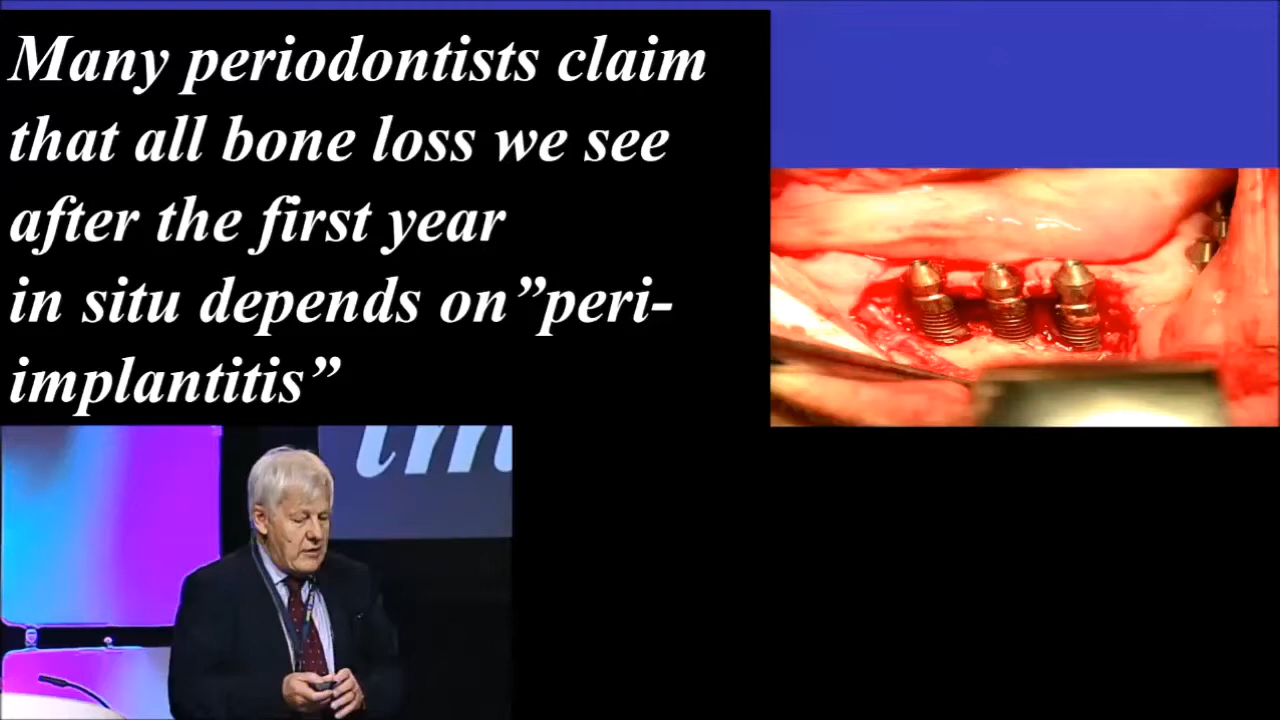 Many periodontists claim
that all bone loss we see
after the first year
in situ depends on”peri-
implantitis”
im